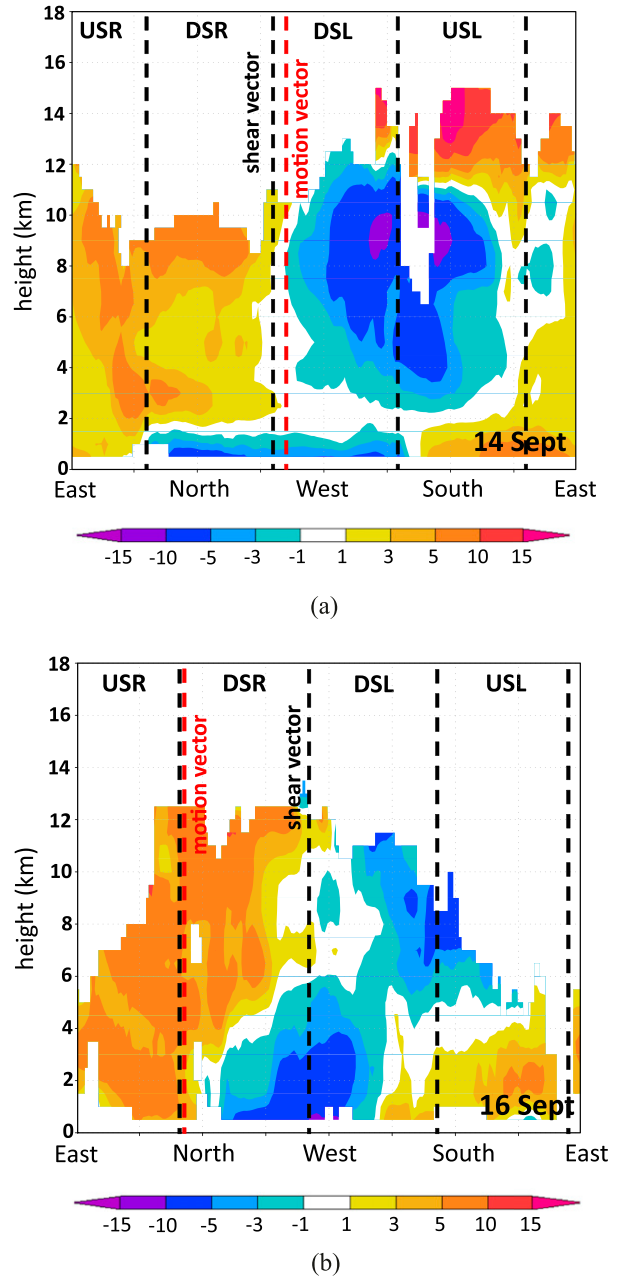 USR DSR DSL USL
18
16
14
12
10
8
6
4
2
0
height (km)
shear vector
motion vector
14 Sept
East North West South East
-15 -10 -5 -3 -1 1 3 5 10 15
(a)
USR DSR DSL USL
18
16
14
12
10
8
6
4
2
0
height (km)
motion vector
shear vector
16 Sept
East North West South East
-15 -10 -5 -3 -1 1 3 5 10 15
(b)